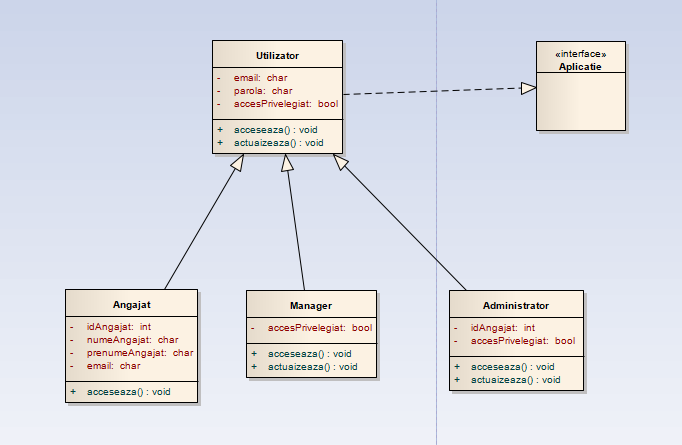 Utilizator
- email: char
- parola: char
- accesPrivelegiat: bool
+ acceseaza() : void
+ actuaizeaza() : void
«interface»
Aplicatie
Angajat
- idAngajat: int
- numeAngajat: char
- prenumeAngajat: char
- email: char
+ acceseaza() : void
Manager
- accesPrivelegiat: bool
+ acceseaza() : void
+ actuaizeaza() : void
Administrator
- idAngajat: int
- accesPrivelegiat: bool
+ acceseaza() : void
+ actuaizeaza() : void